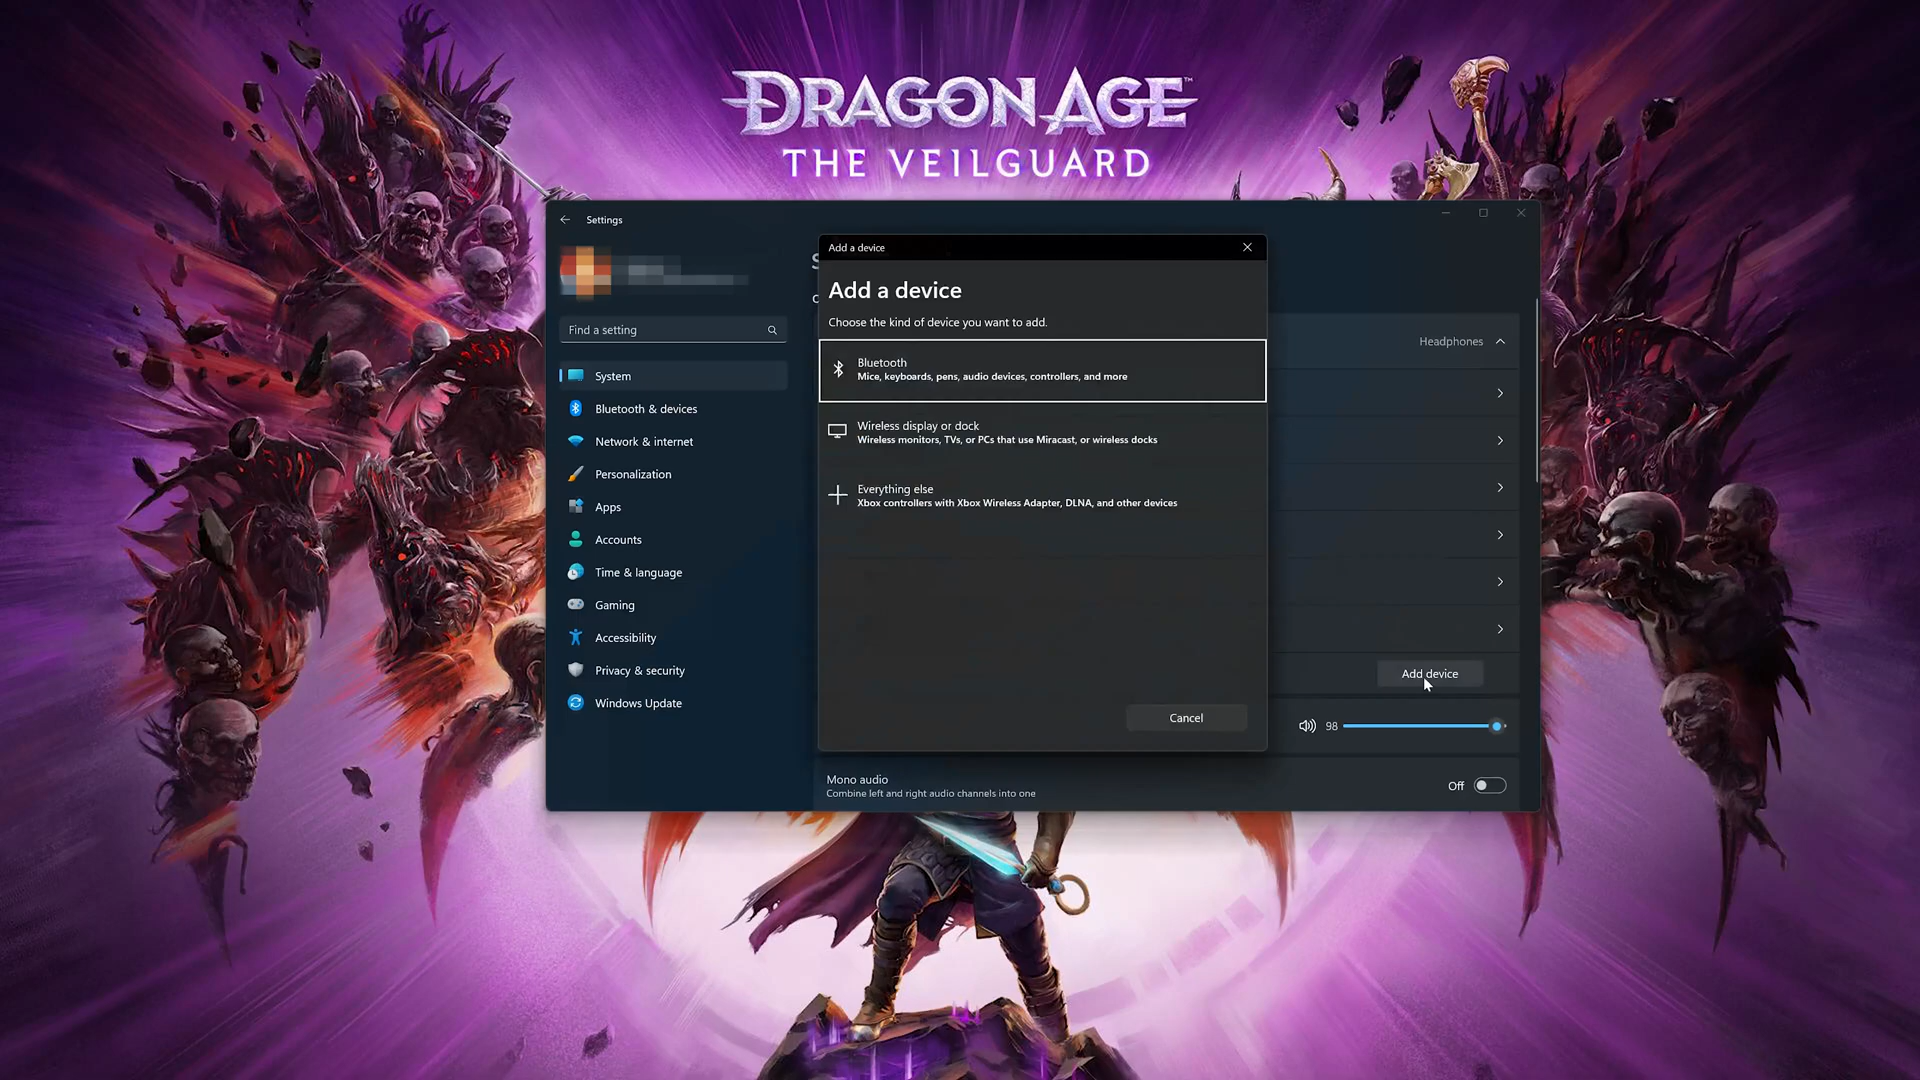 DRAGON AGE™
THE VEILGUARD
Settings
Find a setting
System
Bluetooth & devices
Network & internet
Personalization
Apps
Accounts
Time & language
Gaming
Accessibility
Privacy & security
Windows Update
Add a device
Add a device
Choose the kind of device you want to add.
Bluetooth
Mice, keyboards, pens, audio devices, controllers, and more
Wireless display or dock
Wireless monitors, TVs, or PCs that use Miracast, or wireless docks
Everything else
Xbox controllers with Xbox Wireless Adapter, DLNA, and other devices
Cancel
Headphones
Add device
98
Mono audio
Combine left and right audio channels into one
Off